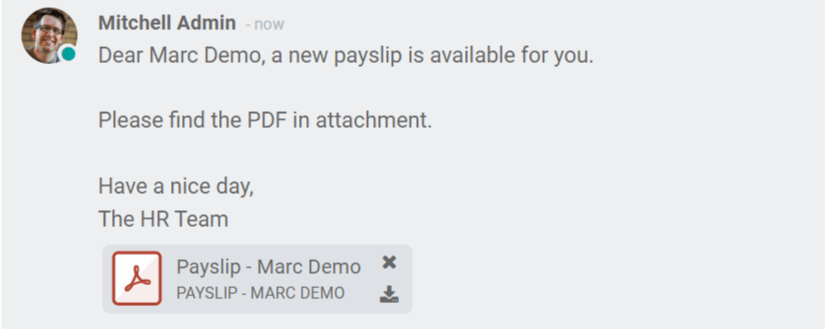 Mitchell Admin - now
Dear Marc Demo, a new payslip is available for you.
Please find the PDF in attachment.
Have a nice day,
The HR Team
Payslip - Marc Demo
PAYSLIP - MARC DEMO